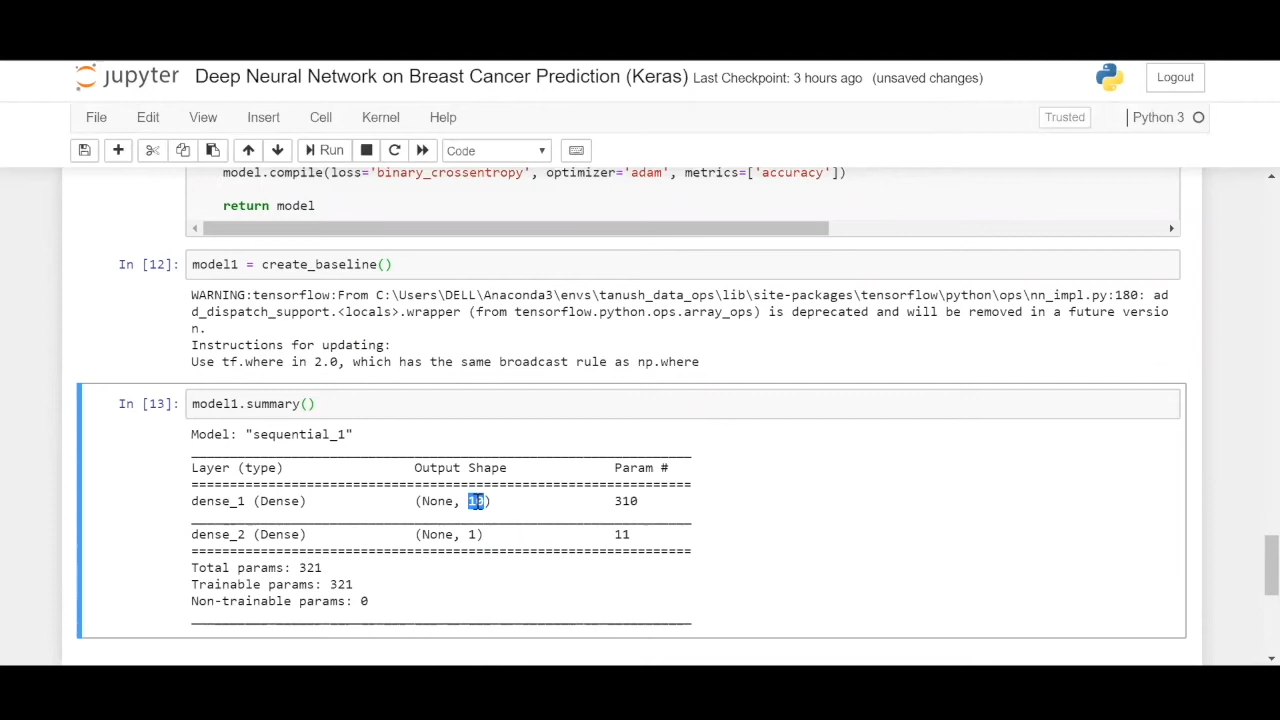 jupyter Deep Neural Network on Breast Cancer Prediction (Keras) Last Checkpoint: 3 hours ago (unsaved changes) Logout
File Edit View Insert Cell Kernel Help Trusted Python 3
Run Code
model.compile(loss='binary_crossentropy', optimizer='adam', metrics=['accuracy'])
return model
In [12]: model1 = create_baseline()
WARNING:tensorflow:From C:\Users\DELL\Anaconda3\envs\tanush_data_ops\lib\site-packages\tensorflow\python\ops\nn_impl.py:180: ad
d_dispatch_support.<locals>.wrapper (from tensorflow.python.ops.array_ops) is deprecated and will be removed in a future versio
n.
Instructions for updating:
Use tf.where in 2.0, which has the same broadcast rule as np.where
In [13]: model1.summary()
Model: "sequential_1"
_________________________________________________________________
Layer (type) Output Shape Param #
=================================================================
dense_1 (Dense) (None, 10) 310
_________________________________________________________________
dense_2 (Dense) (None, 1) 11
=================================================================
Total params: 321
Trainable params: 321
Non-trainable params: 0
_________________________________________________________________